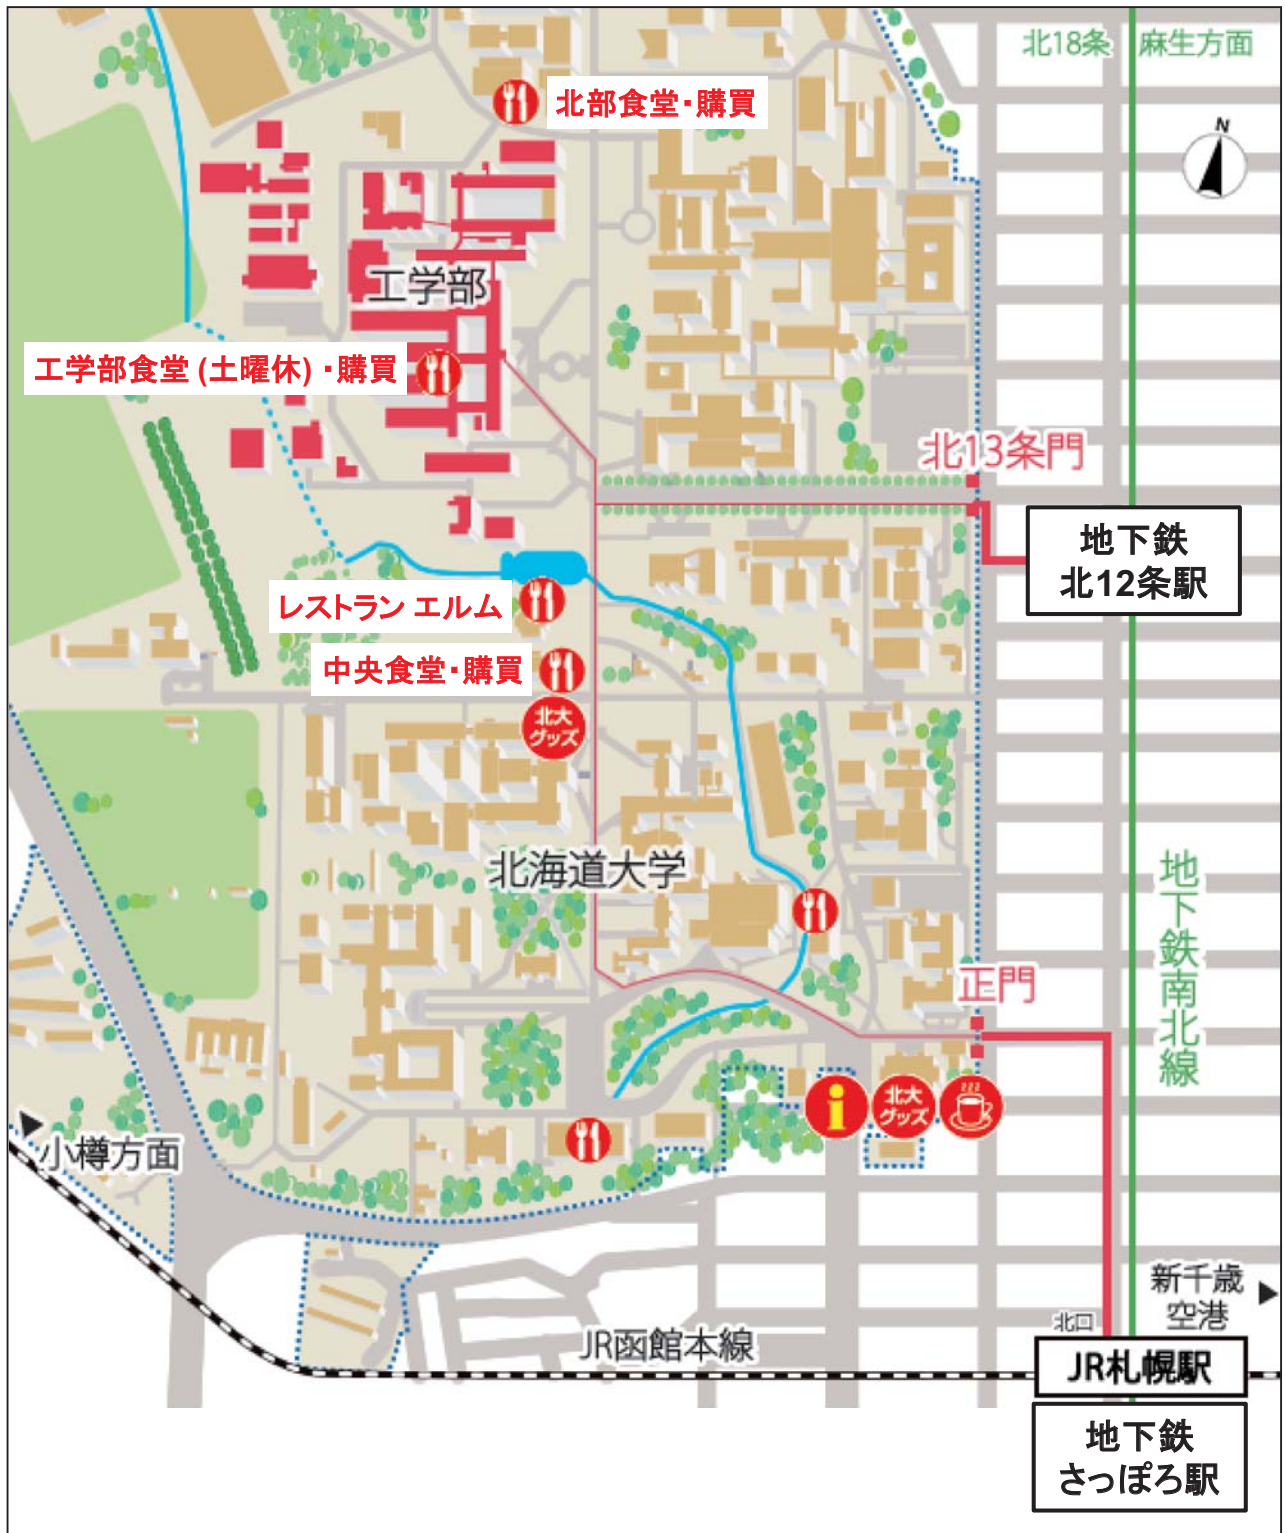 北18条
麻生方面
北部食堂・購買
N
工学部
工学部食堂 (土曜休) ・購買
北13条門
地下鉄
北12条駅
レストラン エルム
中央食堂・購買
北大
グッズ
北海道大学
地下鉄南北線
正門
i
北大
グッズ
小樽方面
新千歳
空港
北口
JR函館本線
JR札幌駅
地下鉄
さっぽろ駅